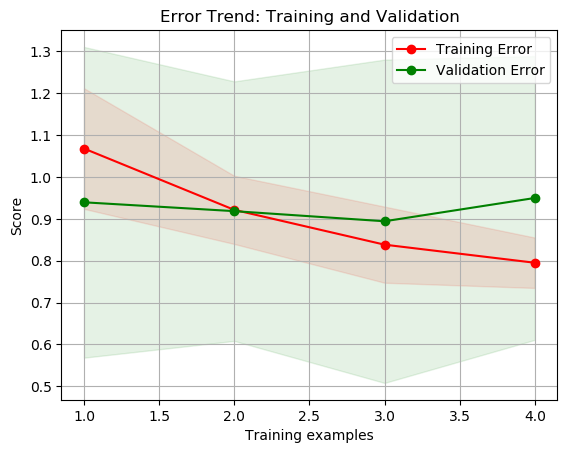 Error Trend: Training and Validation
Training Error
Validation Error
1.3
1.2
1.1
1.0
0.9
0.8
0.7
0.6
0.5
Score
1.0 1.5 2.0 2.5 3.0 3.5 4.0
Training examples